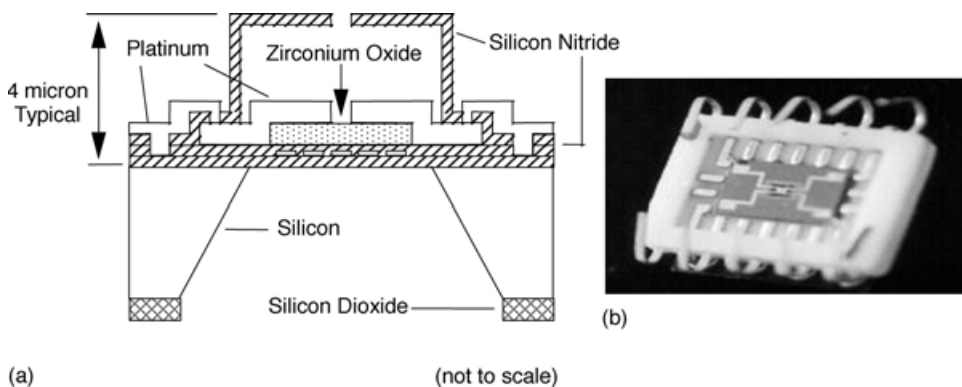 Platinum
Zirconium Oxide
Silicon Nitride
4 micron
Typical
Silicon
Silicon Dioxide
(b)
(a)
(not to scale)